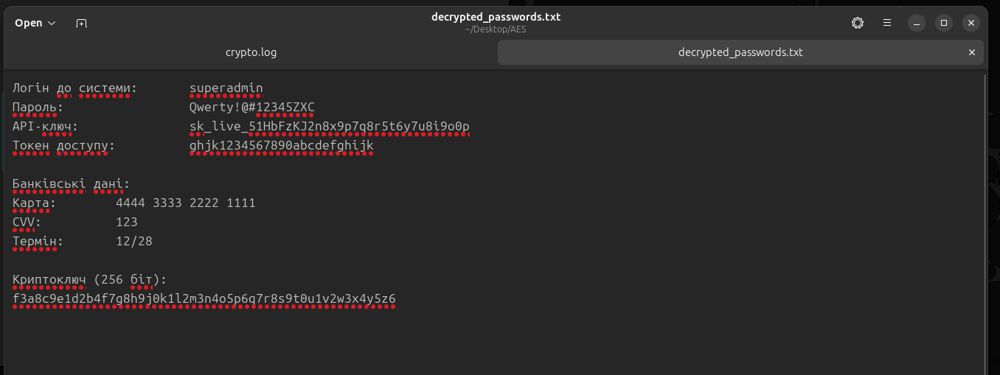 Open
decrypted_passwords.txt
~/Desktop/AES
crypto.log
decrypted_passwords.txt
Логін до системи: superadmin
Пароль: Qwerty!@#12345ZXC
API-ключ: sk_live_51HbFzKJ2n8x9p7q8r5t6y7u8i9o0p
Токен доступу: ghjk1234567890abcdefghijk
Банківські дані:
Карта: 4444 3333 2222 1111
CVV: 123
Термін: 12/28
Криптоключ (256 біт):
f3a8c9e1d2b4f7g8h9j0k1l2m3n4o5p6q7r8s9t0u1v2w3x4y5z6